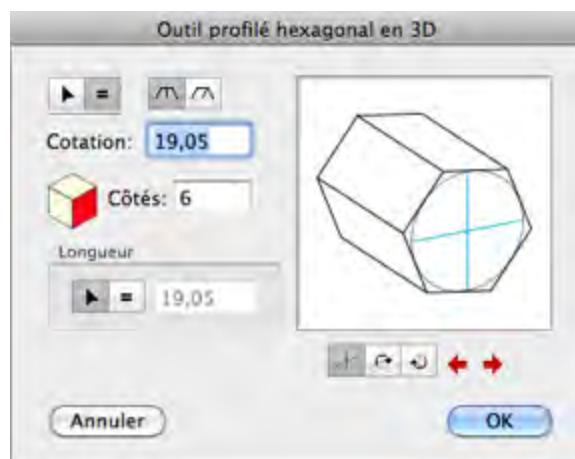 Outil profilé hexagonal en 3D
Cotation: 19,05
Côtés: 6
Longueur
19,05
Annuler
OK